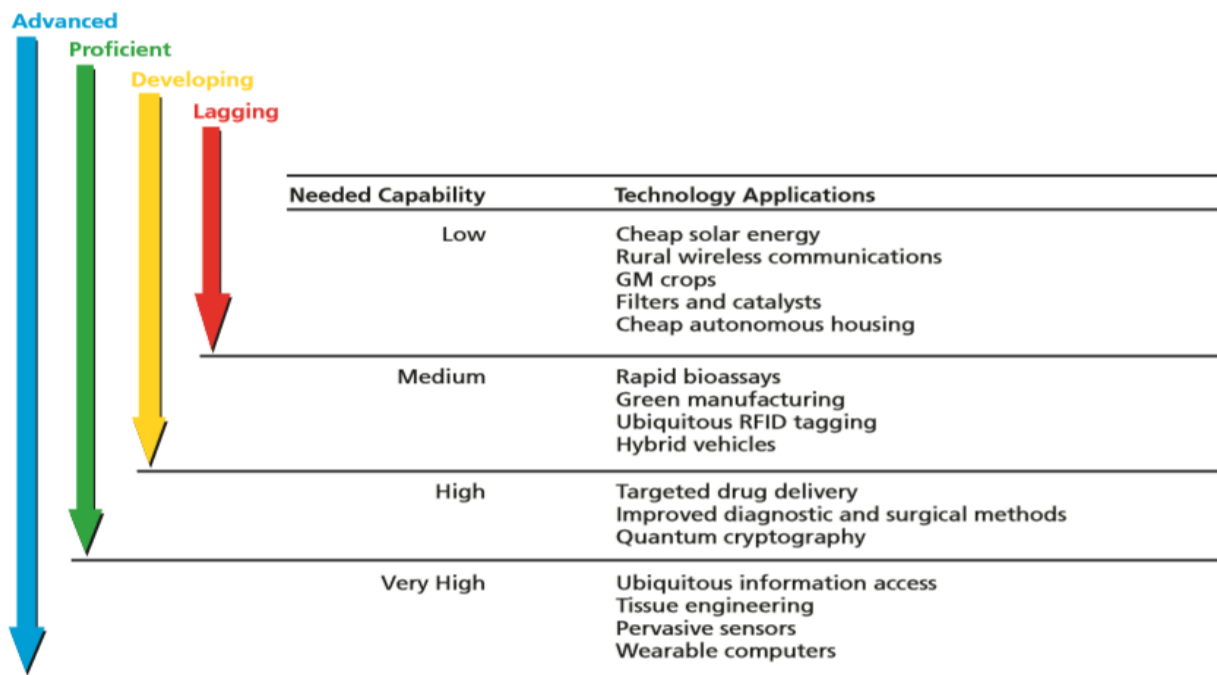 Advanced
Proficient
Developing
Lagging
Needed Capability Technology Applications
Low Cheap solar energy
Rural wireless communications
GM crops
Filters and catalysts
Cheap autonomous housing
Medium Rapid bioassays
Green manufacturing
Ubiquitous RFID tagging
Hybrid vehicles
High Targeted drug delivery
Improved diagnostic and surgical methods
Quantum cryptography
Very High Ubiquitous information access
Tissue engineering
Pervasive sensors
Wearable computers